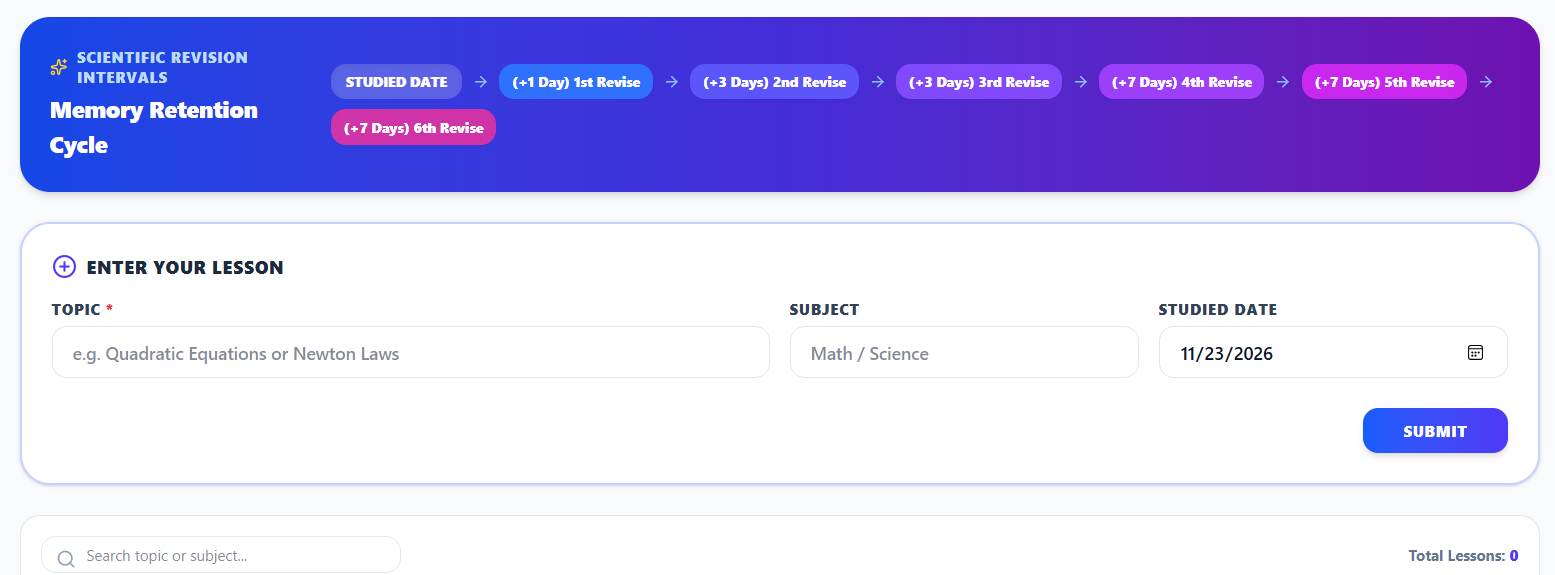 SCIENTIFIC REVISION
INTERVALS
Memory Retention
Cycle
STUDIED DATE → (+1 Day) 1st Revise → (+3 Days) 2nd Revise → (+3 Days) 3rd Revise → (+7 Days) 4th Revise → (+7 Days) 5th Revise →
(+7 Days) 6th Revise
ENTER YOUR LESSON
TOPIC * SUBJECT STUDIED DATE
e.g. Quadratic Equations or Newton Laws Math / Science 11/23/2026
SUBMIT
Search topic or subject... Total Lessons: 0